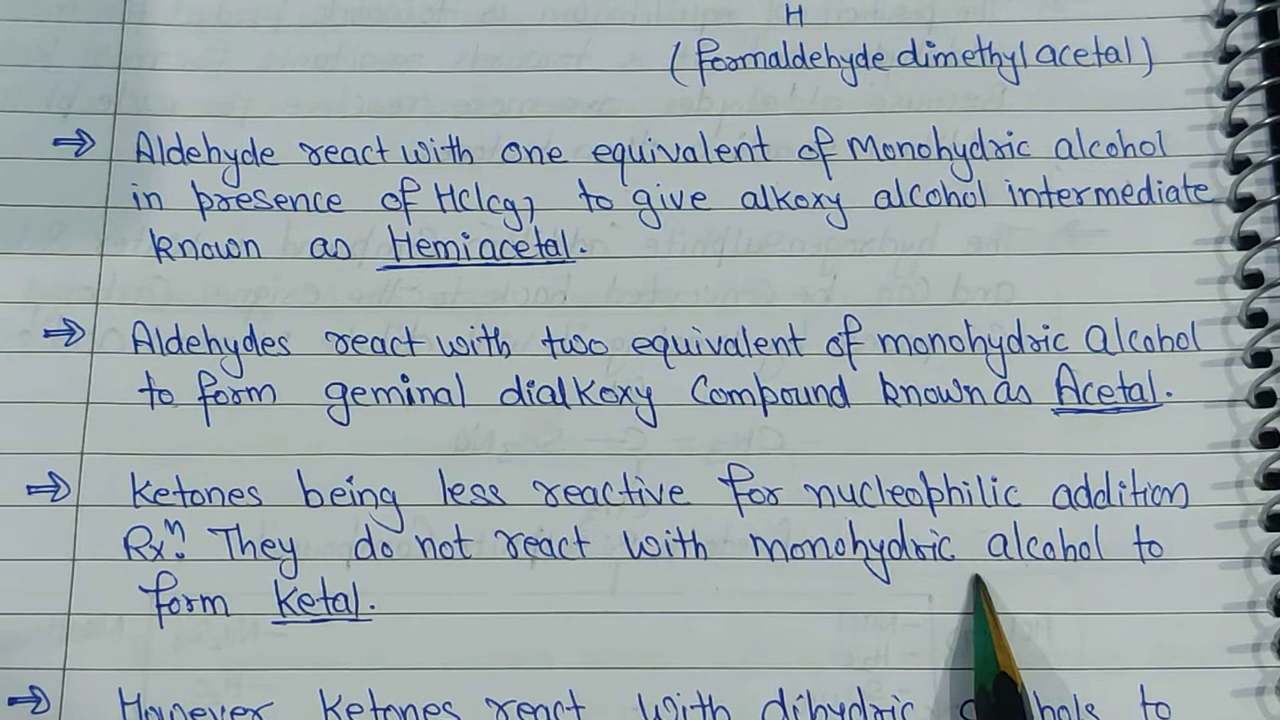 H
(formaldehyde dimethyl acetal)
⇒ Aldehyde react with one equivalent of Monohydric alcohol
in presence of HCl(g) to give alkoxy alcohol intermediate
known as Hemiacetal.
⇒ Aldehydes react with two equivalent of monohydric alcohol
to form geminal dialkoxy Compound known as Acetal.
⇒ Ketones being less reactive for nucleophilic addition
Rxⁿ. They do not react with monohydric alcohol to
form Ketal.
⇒ However Ketones react with dihydric to